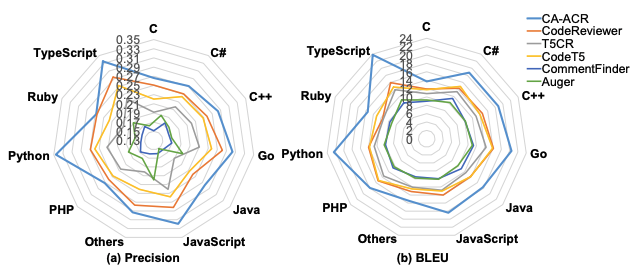 C
C#
C++
Go
Java
JavaScript
Others
PHP
Python
Ruby
TypeScript
0.35
0.33
0.31
0.29
0.27
0.25
0.23
0.21
0.19
0.17
0.15
0.13
(a) Precision
C
C#
C++
Go
Java
JavaScript
Others
PHP
Python
Ruby
TypeScript
24
22
20
18
16
14
12
10
8
6
4
2
0
(b) BLEU
CA-ACR
CodeReviewer
T5CR
CodeT5
CommentFinder
Auger